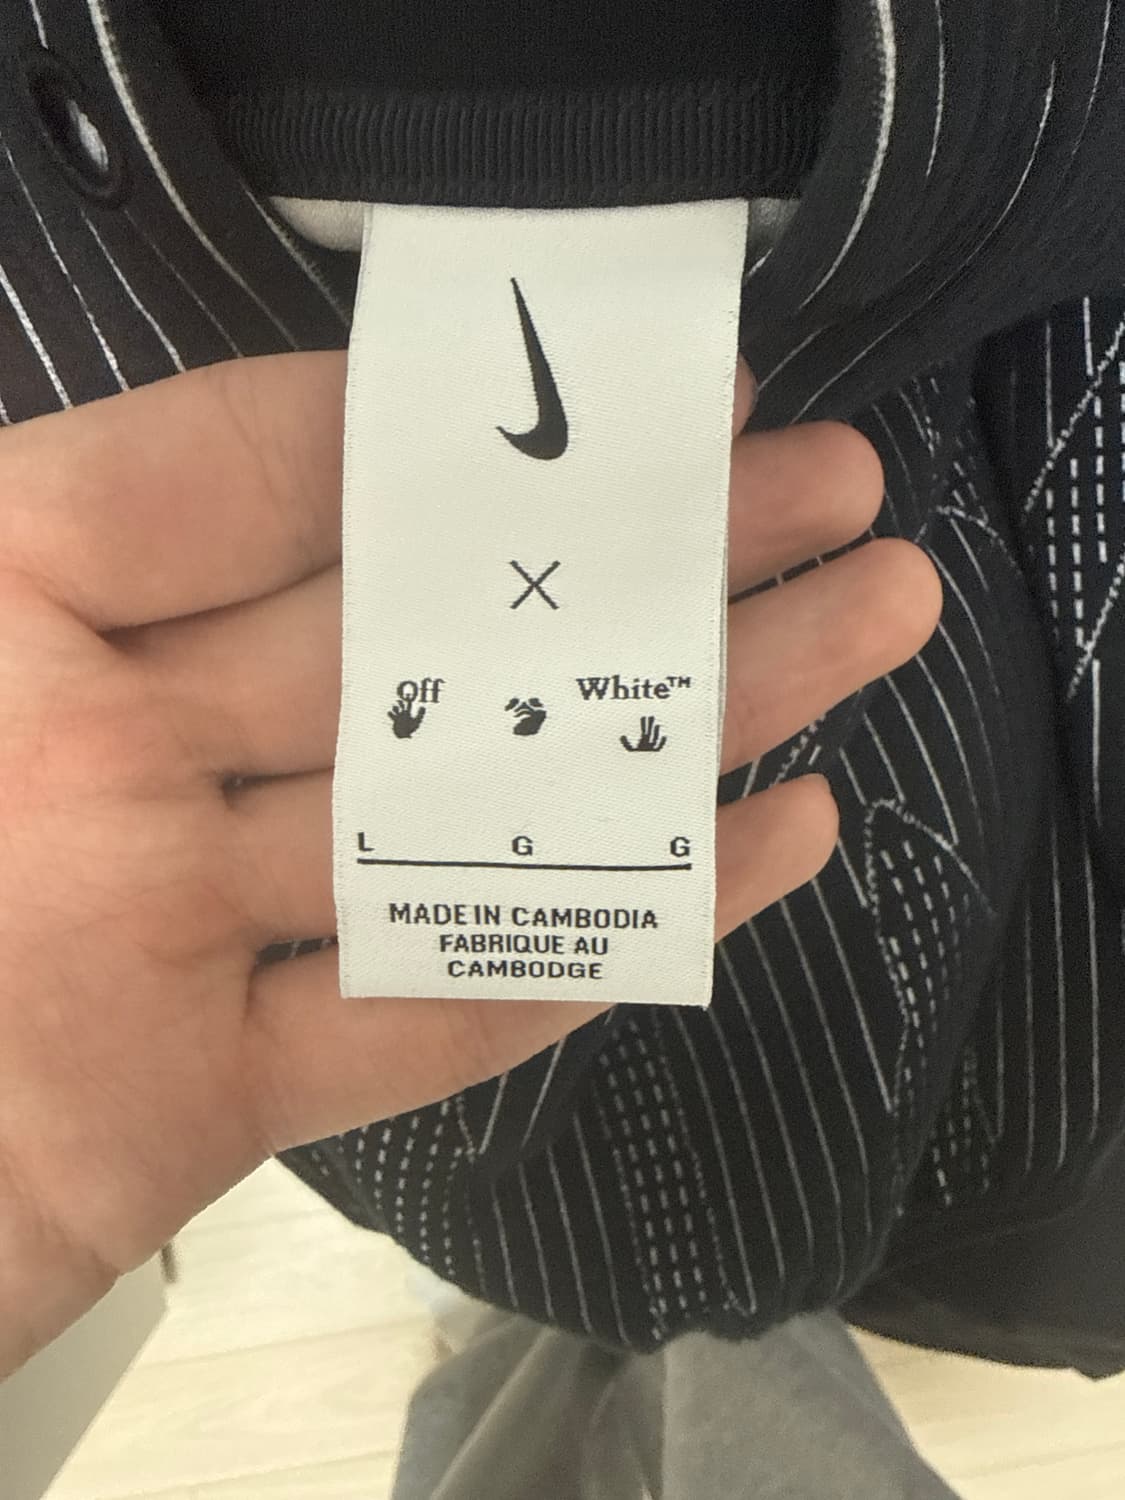 X
Off White™
L G G
MADE IN CAMBODIA
FABRIQUE AU
CAMBODGE